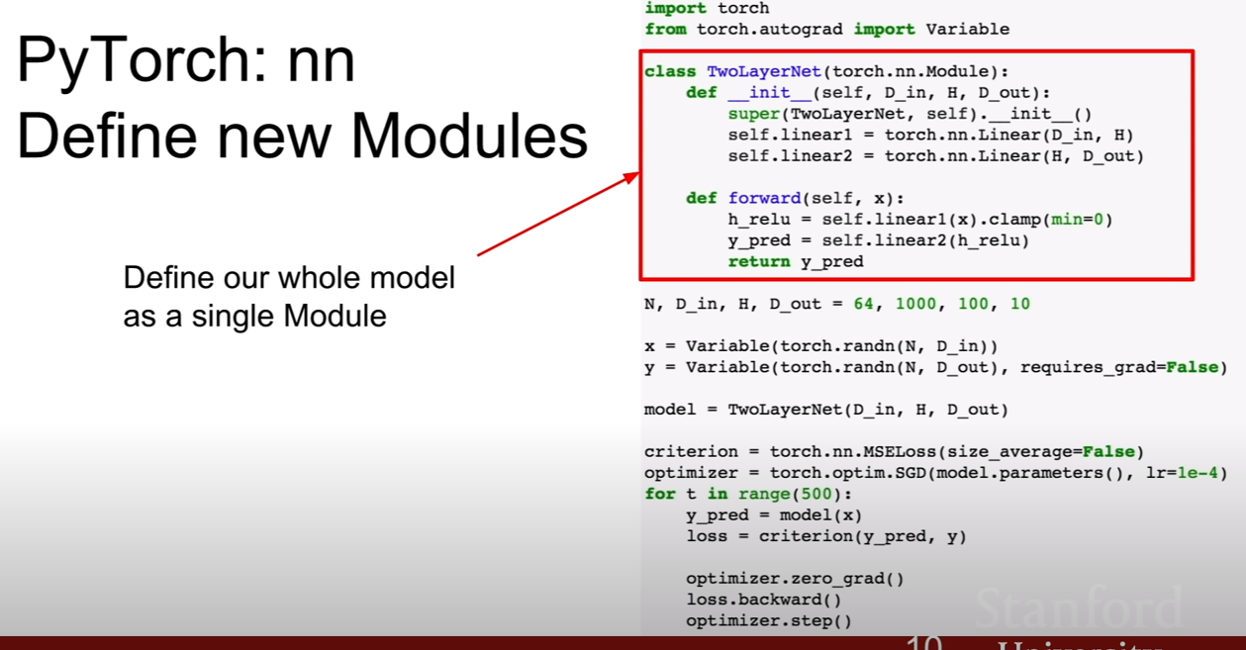 PyTorch: nn
Define new Modules
Define our whole model
as a single Module
import torch
from torch.autograd import Variable
class TwoLayerNet(torch.nn.Module):
    def __init__(self, D_in, H, D_out):
        super(TwoLayerNet, self).__init__()
        self.linear1 = torch.nn.Linear(D_in, H)
        self.linear2 = torch.nn.Linear(H, D_out)
    def forward(self, x):
        h_relu = self.linear1(x).clamp(min=0)
        y_pred = self.linear2(h_relu)
        return y_pred
N, D_in, H, D_out = 64, 1000, 100, 10
x = Variable(torch.randn(N, D_in))
y = Variable(torch.randn(N, D_out), requires_grad=False)
model = TwoLayerNet(D_in, H, D_out)
criterion = torch.nn.MSELoss(size_average=False)
optimizer = torch.optim.SGD(model.parameters(), lr=1e-4)
for t in range(500):
    y_pred = model(x)
    loss = criterion(y_pred, y)
    optimizer.zero_grad()
    loss.backward()
    optimizer.step()
Stanford